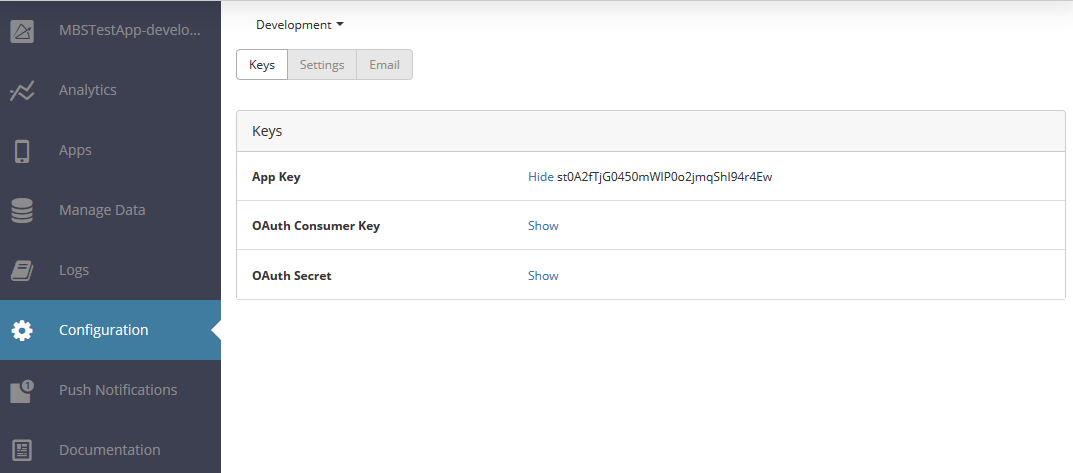 MBSTestApp-develo...
Analytics
Apps
Manage Data
Logs
Configuration
Push Notifications
1
Documentation
Development
Keys Settings Email
Keys
App Key Hide st0A2fTjG0450mWIP0o2jmqShI94r4Ew
OAuth Consumer Key Show
OAuth Secret Show